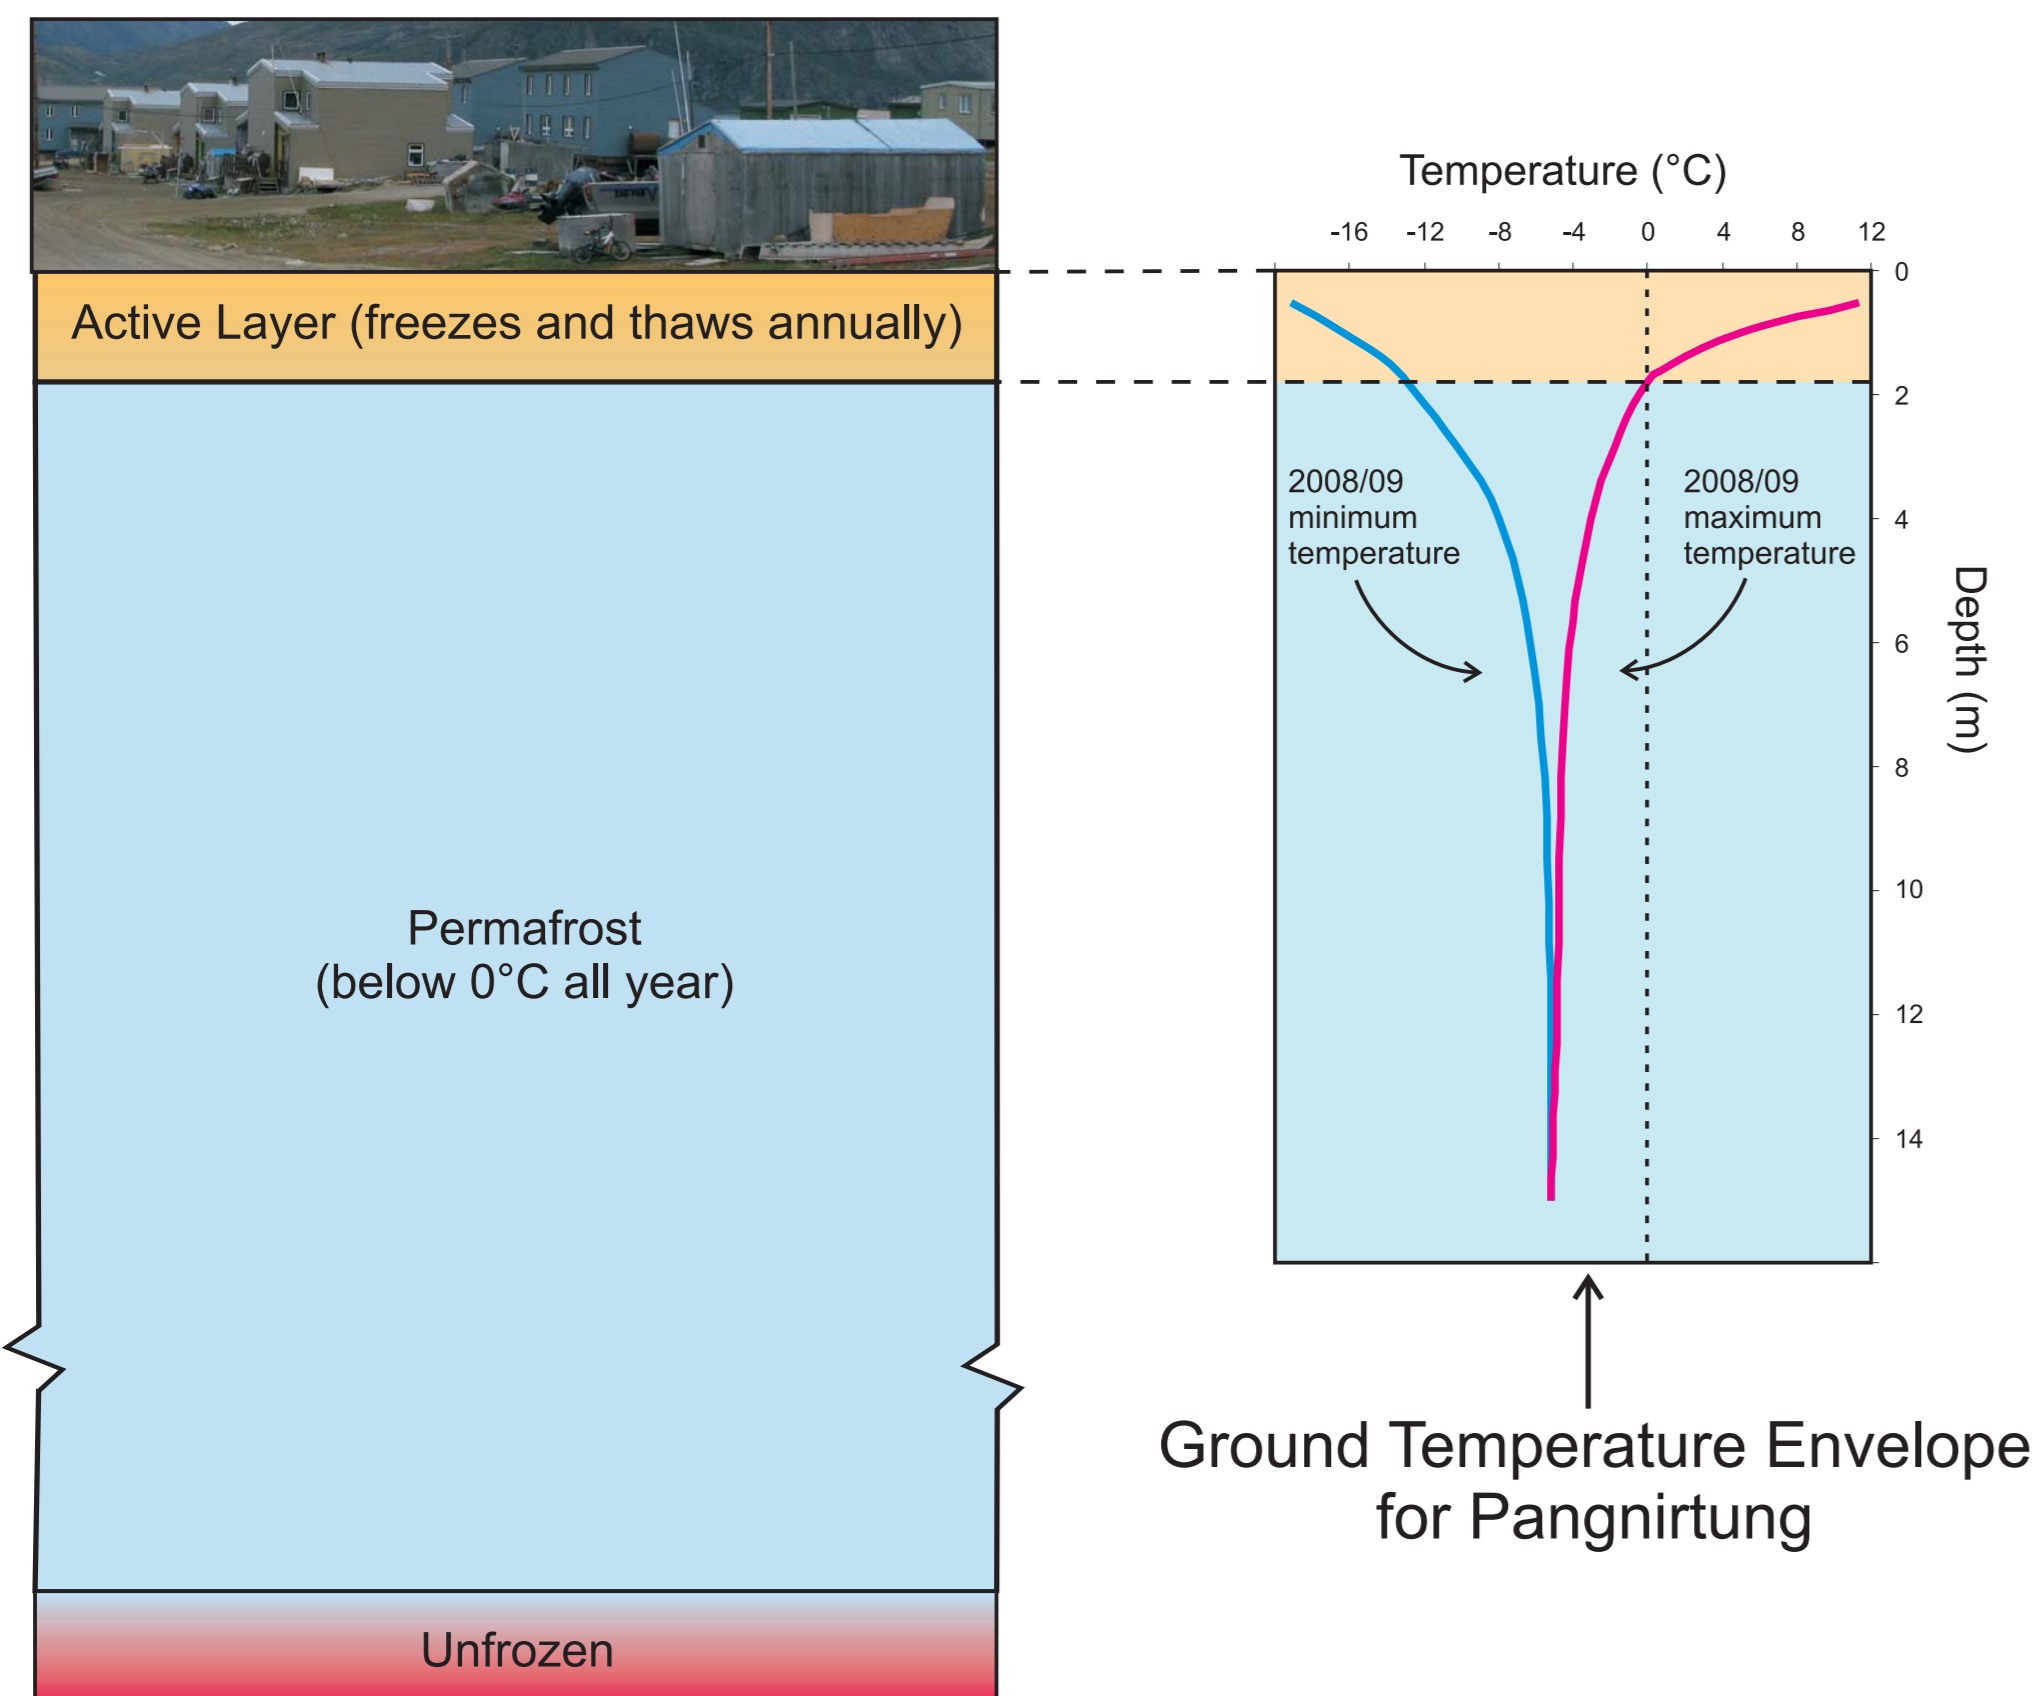 Active Layer (freezes and thaws annually)
Permafrost
(below 0°C all year)
Unfrozen
Temperature (°C)
-16 -12 -8 -4 0 4 8 12
0
2
4
6
8
10
12
14
Depth (m)
2008/09
minimum
temperature
2008/09
maximum
temperature
Ground Temperature Envelope
for Pangnirtung